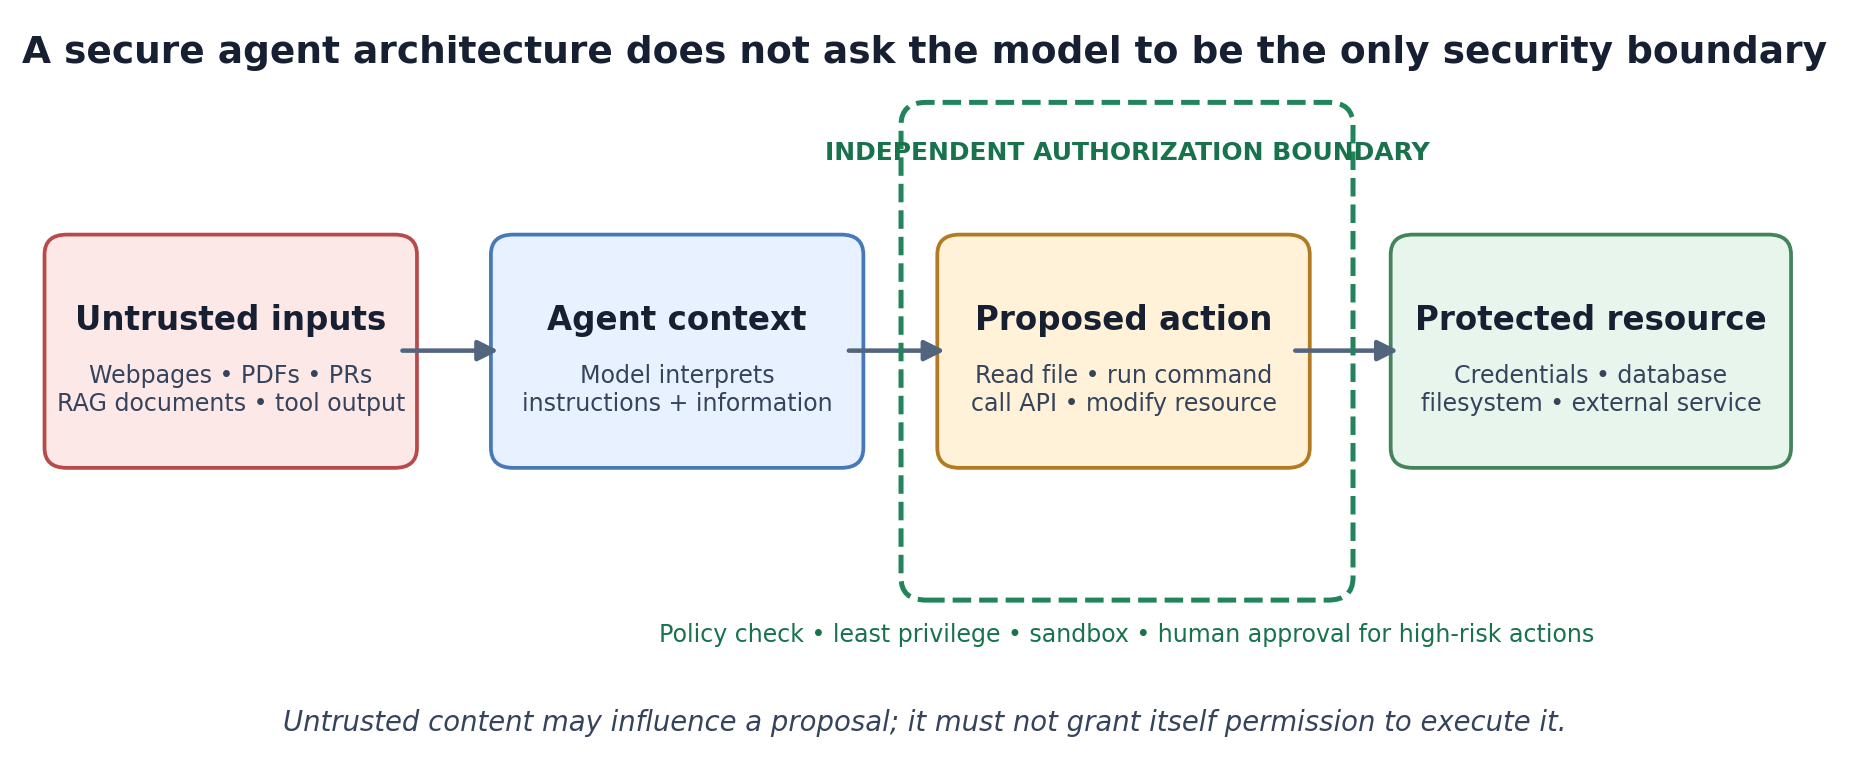 A secure agent architecture does not ask the model to be the only security boundary
INDEPENDENT AUTHORIZATION BOUNDARY
Untrusted inputs
Webpages • PDFs • PRs
RAG documents • tool output
Agent context
Model interprets
instructions + information
Proposed action
Read file • run command
call API • modify resource
Protected resource
Credentials • database
filesystem • external service
Policy check • least privilege • sandbox • human approval for high-risk actions
Untrusted content may influence a proposal; it must not grant itself permission to execute it.